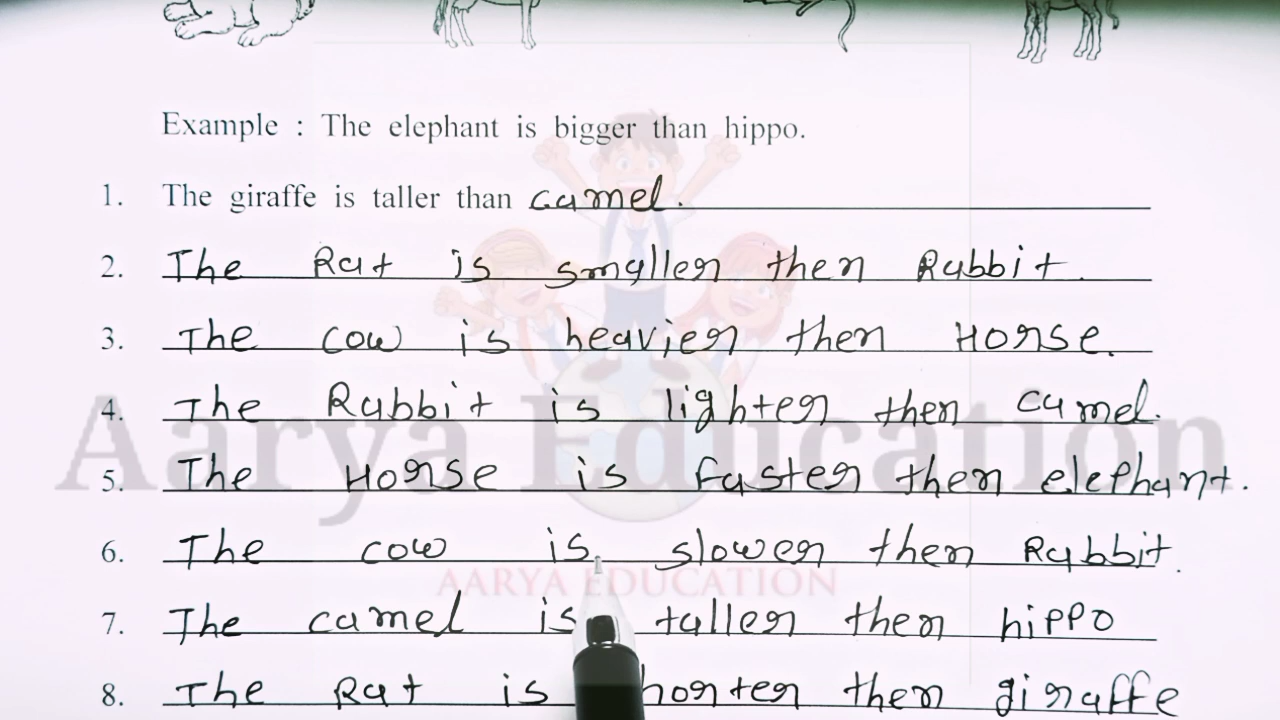 Example : The elephant is bigger than hippo.
1. The giraffe is taller than camel.
2. The Rat is smaller then Rabbit.
3. The cow is heavier then Horse.
4. The Rabbit is lighter then camel.
5. The Horse is faster then elephant.
6. The cow is slower then Rabbit.
7. The camel is taller then hippo
8. The Rat is horter then giraffe
Aarya Education
AARYA EDUCATION